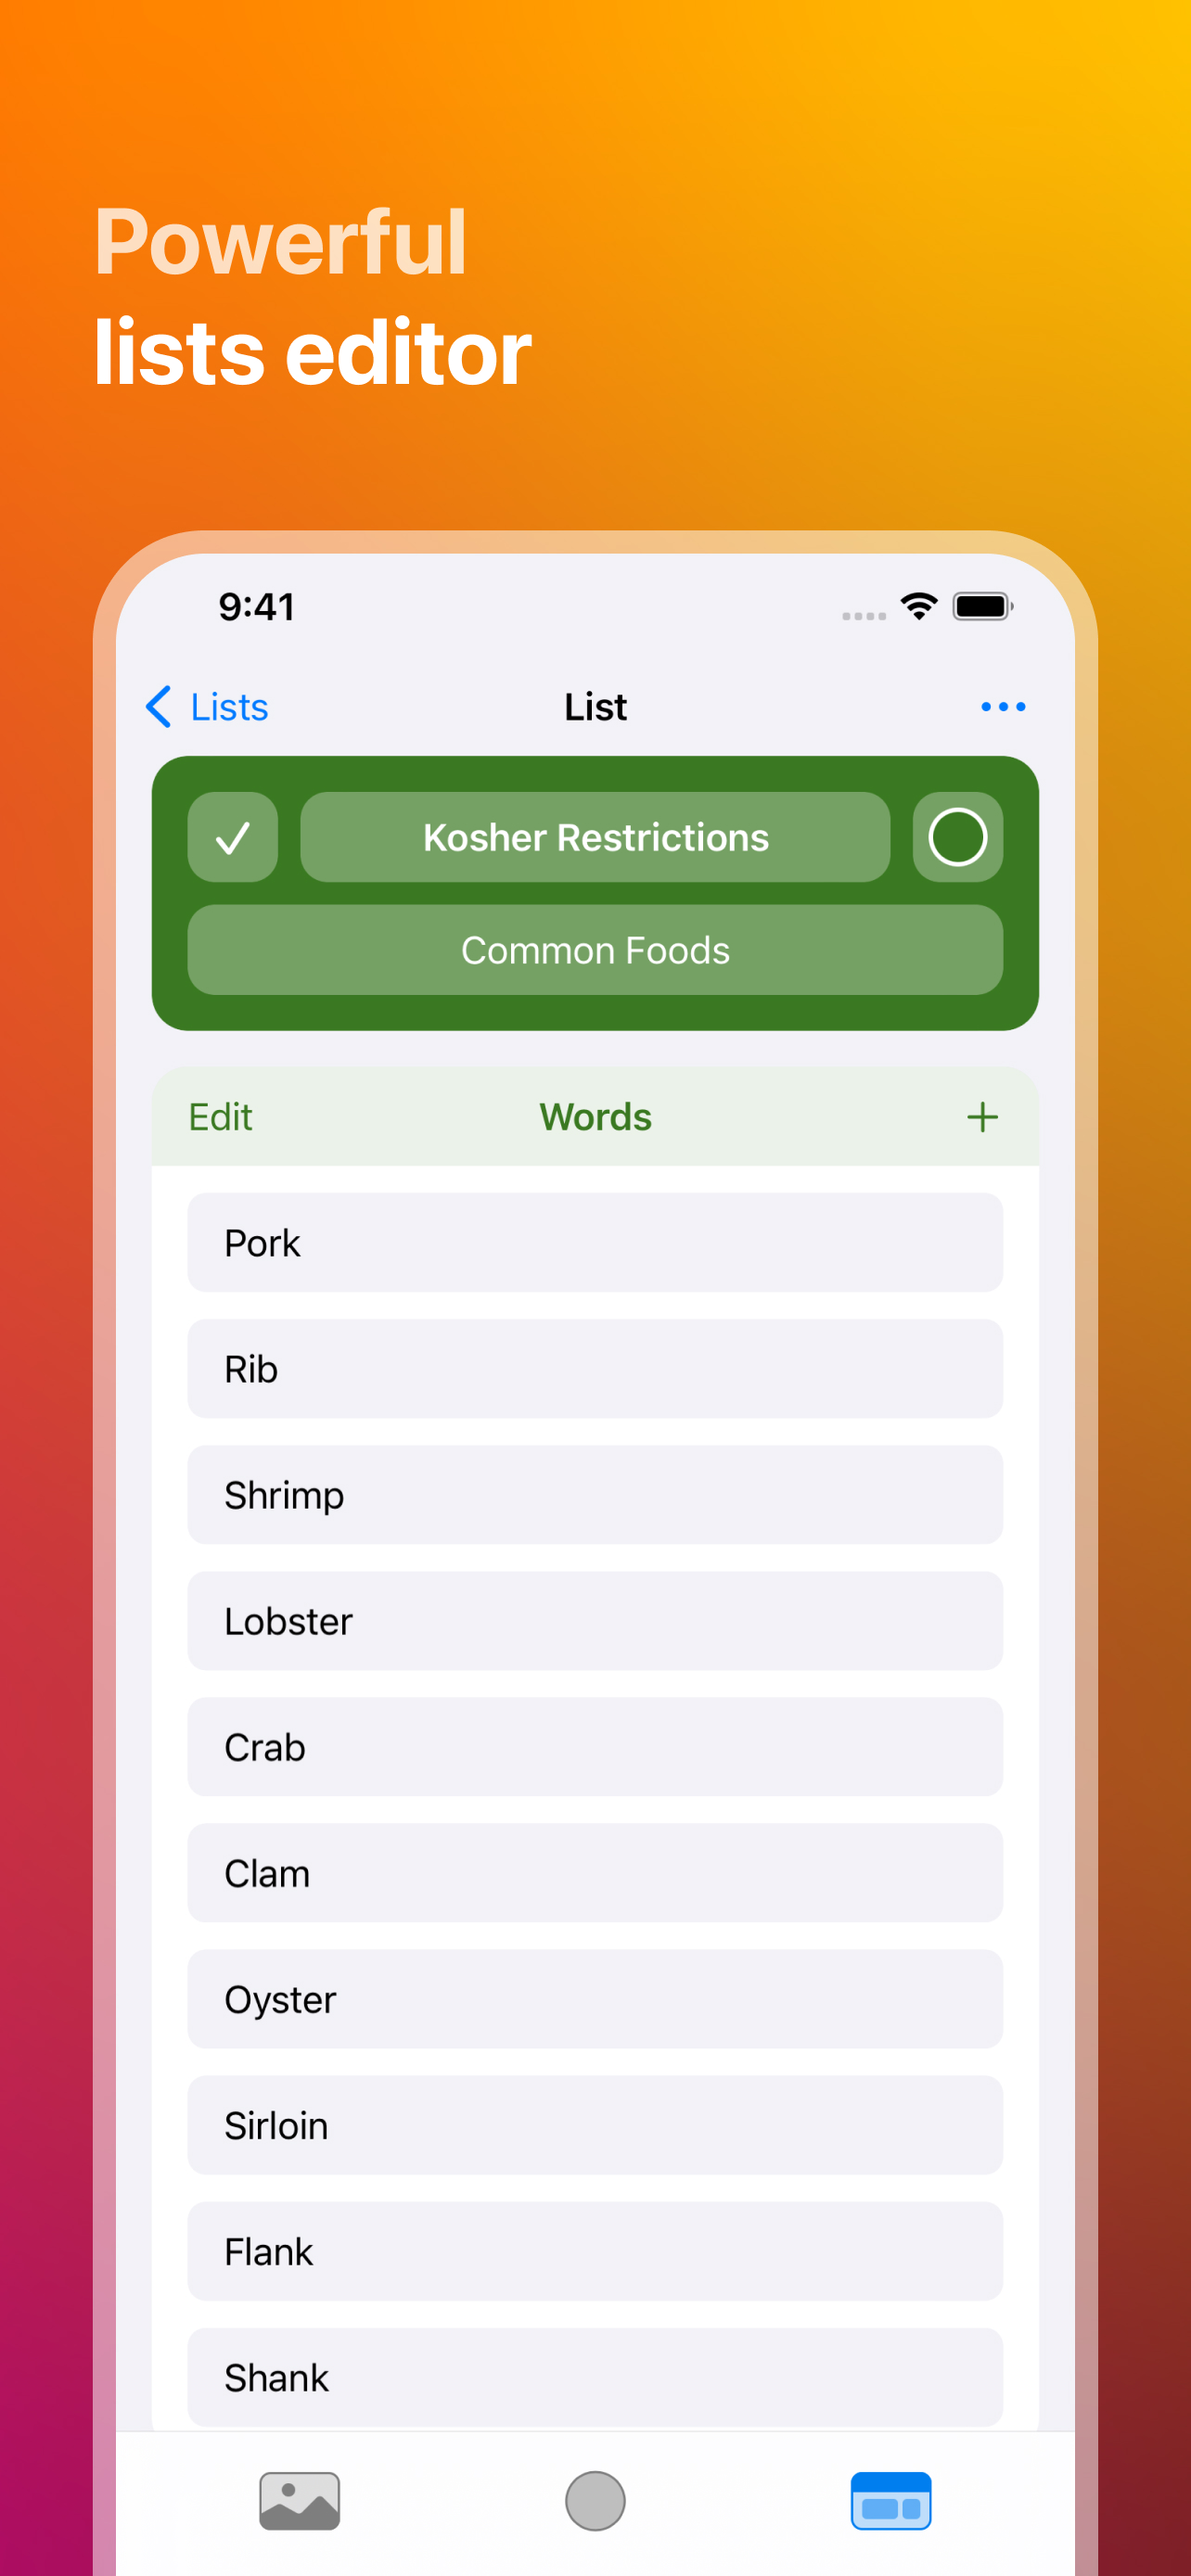 Powerful
lists editor
9:41
Lists
List
Kosher Restrictions
Common Foods
Edit
Words
Pork
Rib
Shrimp
Lobster
Crab
Clam
Oyster
Sirloin
Flank
Shank